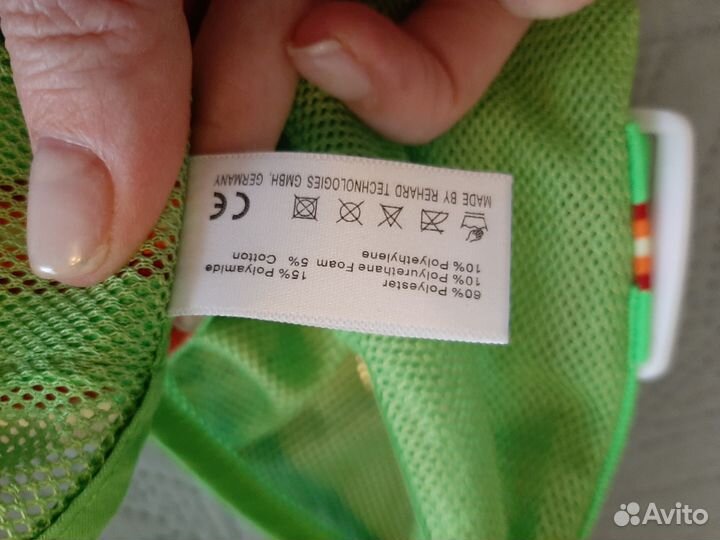 60% Polyester 15% Polyamide
10% Polyurethane Foam 5% Cotton
10% Polyethylene
CE
MADE BY REHARD TECHNOLOGIES GMBH, GERMANY
Avito